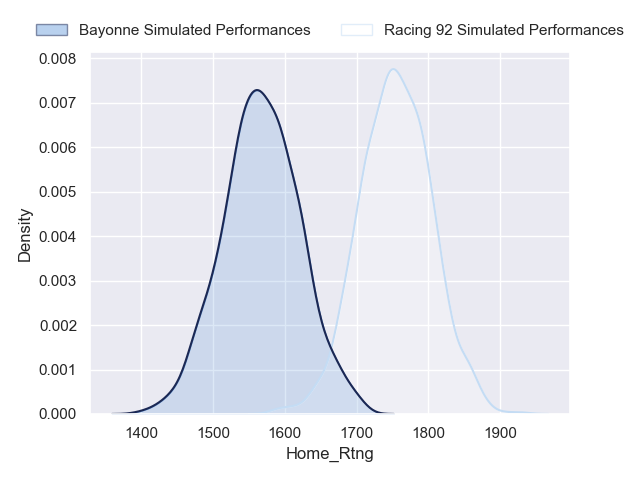 Bayonne Simulated Performances Racing 92 Simulated Performances
0.008
0.007
0.006
0.005
0.004
0.003
0.002
0.001
0.000
Density
1400 1500 1600 1700 1800 1900
Home_Rtng